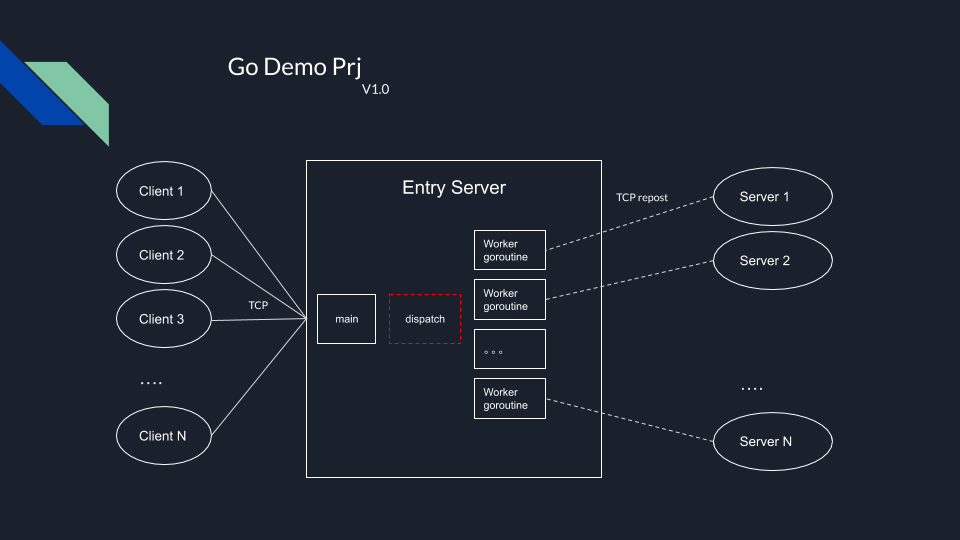 Go Demo Prj
V1.0
Client 1
Client 2
Client 3
....
Client N
TCP
Entry Server
main
dispatch
Worker
goroutine
Worker
goroutine
。。。
Worker
goroutine
TCP repost
Server 1
Server 2
....
Server N